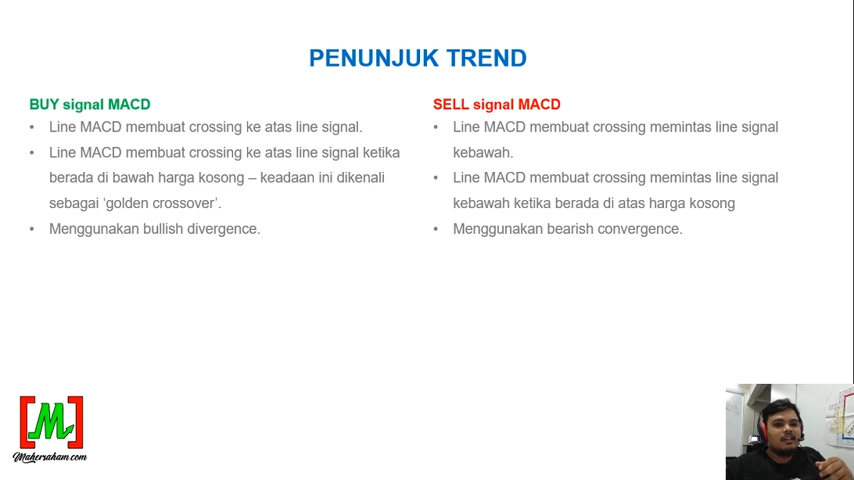 PENUNJUK TREND
BUY signal MACD
• Line MACD membuat crossing ke atas line signal.
• Line MACD membuat crossing ke atas line signal ketika
berada di bawah harga kosong – keadaan ini dikenali
sebagai ‘golden crossover’.
• Menggunakan bullish divergence.
SELL signal MACD
• Line MACD membuat crossing memintas line signal
kebawah.
• Line MACD membuat crossing memintas line signal
kebawah ketika berada di atas harga kosong
• Menggunakan bearish convergence.
[M]
Mahersaham.com